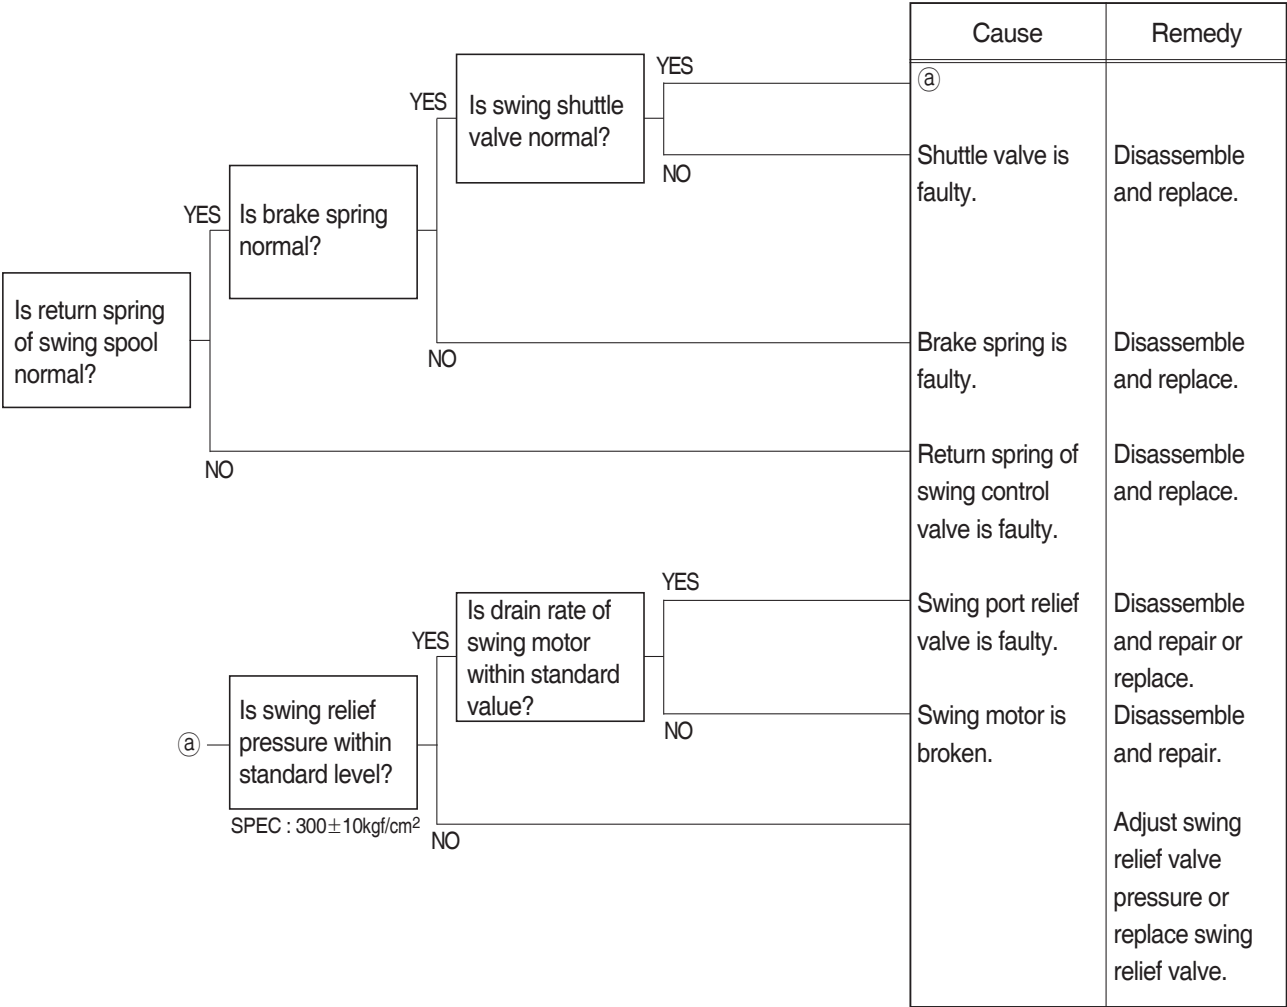 Cause
Remedy
YES
ⓐ
YES
Is swing shuttle
valve normal?
NO
Shuttle valve is
faulty.
Disassemble
and replace.
YES
Is brake spring
normal?
NO
Brake spring is
faulty.
Disassemble
and replace.
Is return spring
of swing spool
normal?
NO
Return spring of
swing control
valve is faulty.
Disassemble
and replace.
YES
Swing port relief
valve is faulty.
Disassemble
and repair or
replace.
YES
Is drain rate of
swing motor
within standard
value?
NO
Swing motor is
broken.
Disassemble
and repair.
ⓐ
Is swing relief
pressure within
standard level?
SPEC : 300±10kgf/cm²
NO
Adjust swing
relief valve
pressure or
replace swing
relief valve.